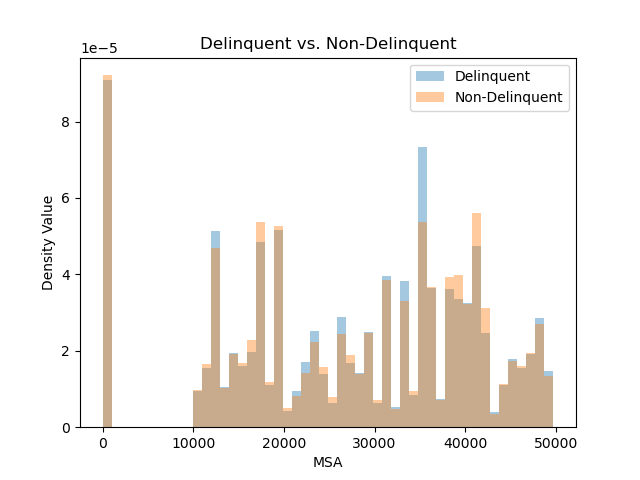 Delinquent vs. Non-Delinquent
1e−5
Delinquent
Non-Delinquent
8
6
4
2
0
Density Value
0 10000 20000 30000 40000 50000
MSA